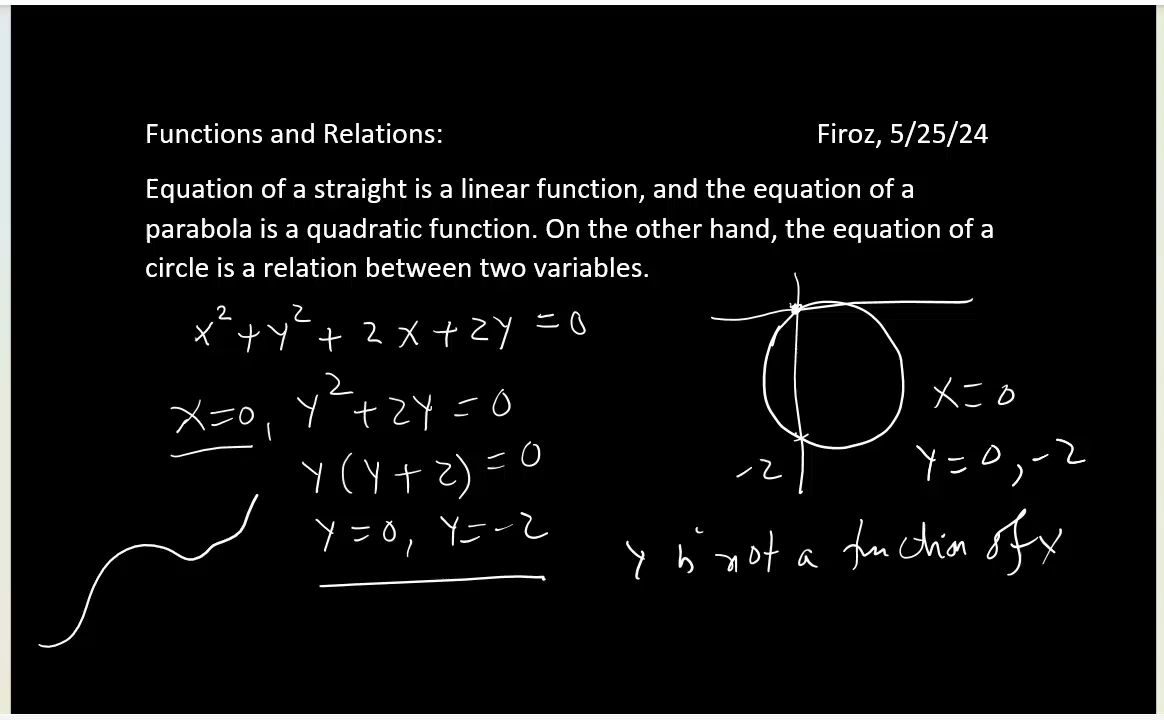 Functions and Relations: Firoz, 5/25/24
Equation of a straight is a linear function, and the equation of a
parabola is a quadratic function. On the other hand, the equation of a
circle is a relation between two variables.
x² + y² + 2x + 2y = 0
x=0, y² + 2y = 0
y(y+2) = 0
y=0, y=-2
-2
x=0
y=0,-2
y is not a function of x